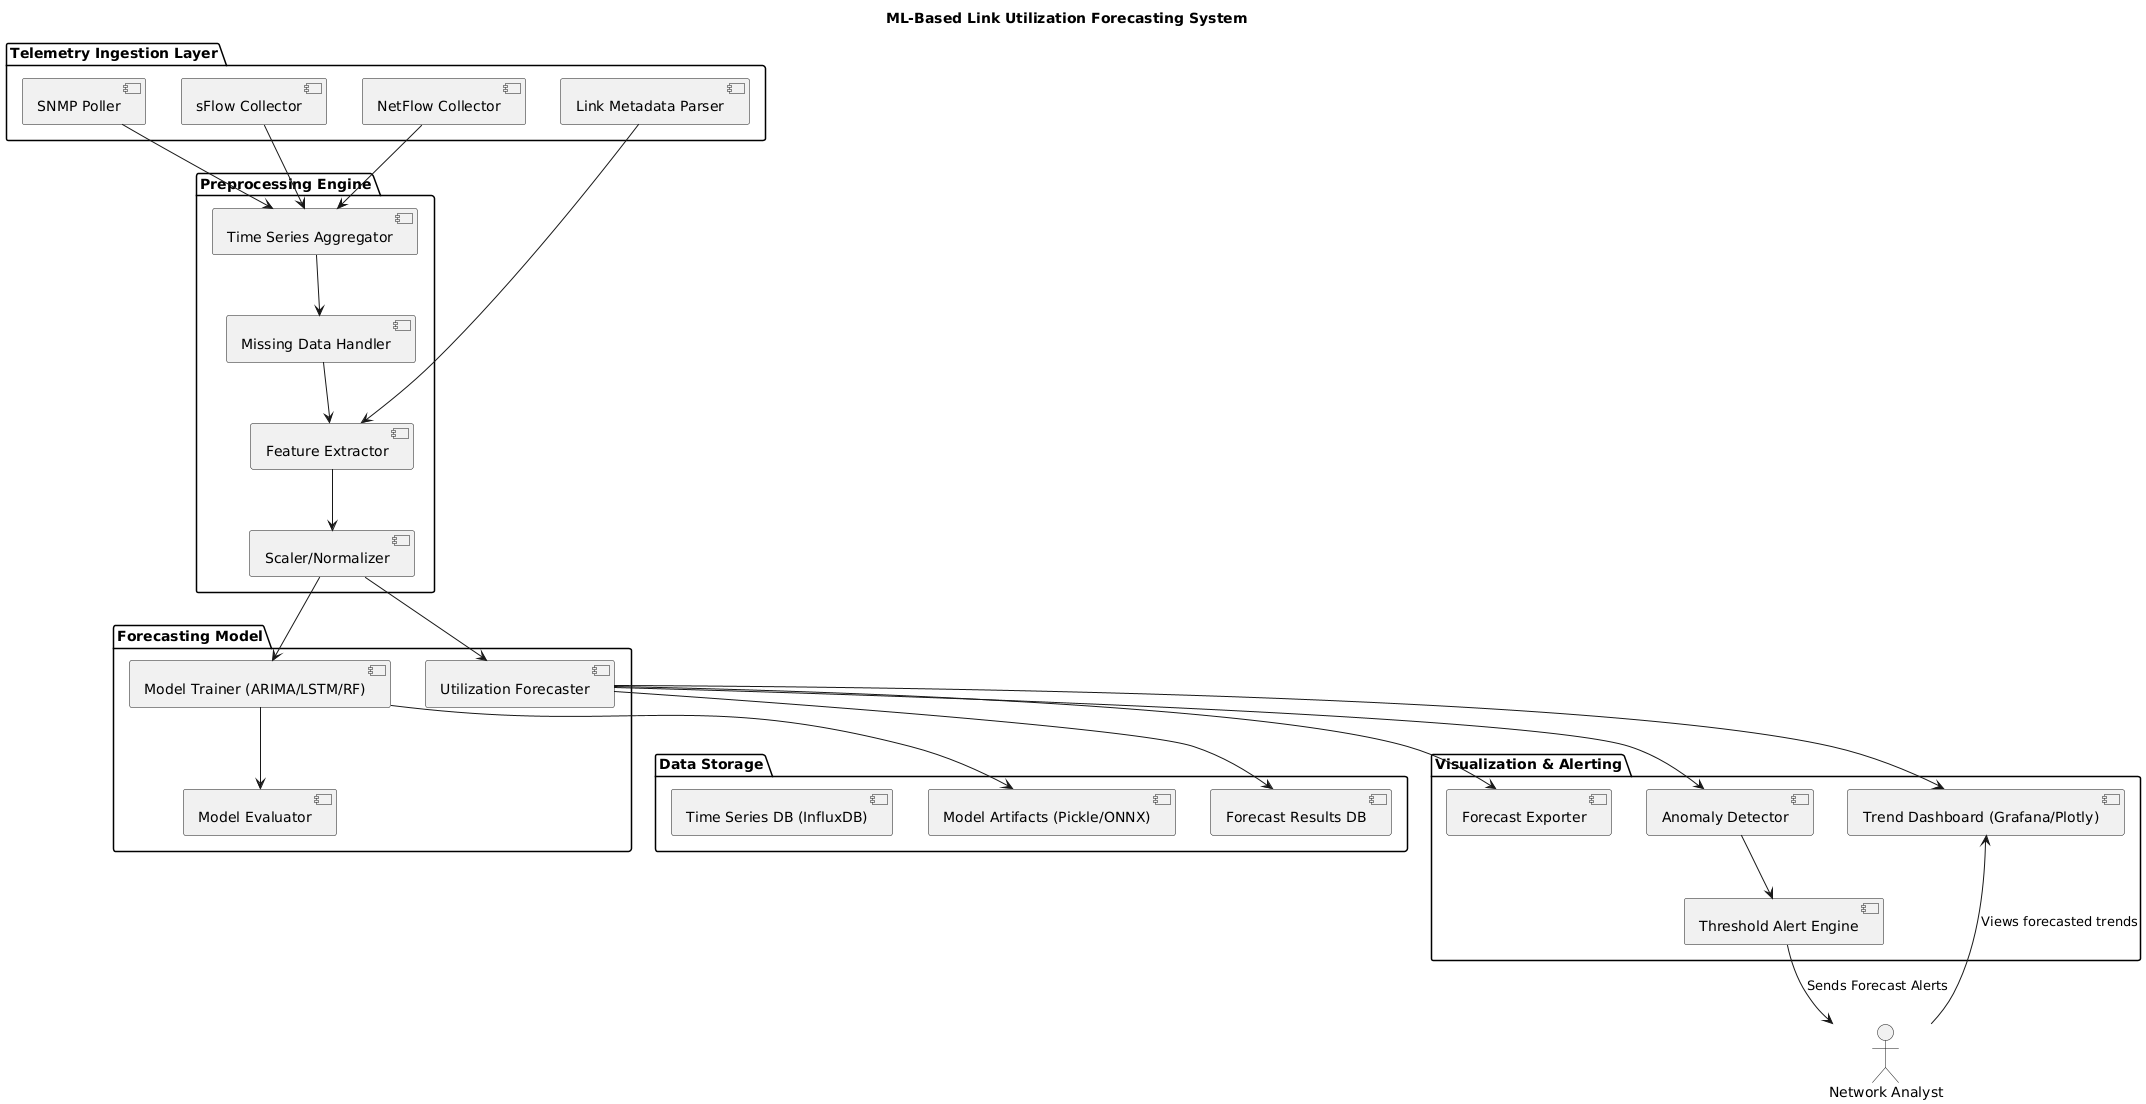 ML-Based Link Utilization Forecasting System
Telemetry Ingestion Layer
SNMP Poller
sFlow Collector
NetFlow Collector
Link Metadata Parser
Preprocessing Engine
Time Series Aggregator
Missing Data Handler
Feature Extractor
Scaler/Normalizer
Forecasting Model
Model Trainer (ARIMA/LSTM/RF)
Utilization Forecaster
Model Evaluator
Data Storage
Time Series DB (InfluxDB)
Model Artifacts (Pickle/ONNX)
Forecast Results DB
Visualization & Alerting
Forecast Exporter
Anomaly Detector
Trend Dashboard (Grafana/Plotly)
Threshold Alert Engine
Views forecasted trends
Sends Forecast Alerts
Network Analyst